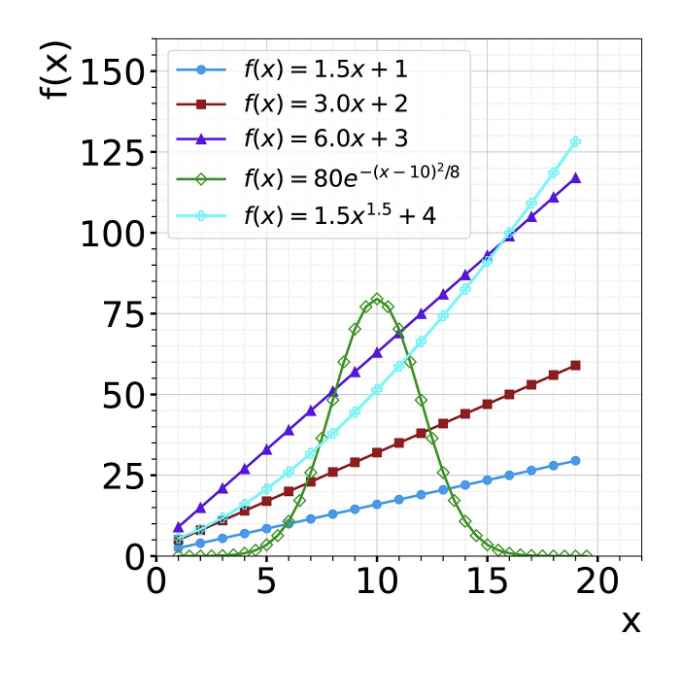 f(x)
150
125
100
75
50
25
0
f(x) = 1.5x + 1
f(x) = 3.0x + 2
f(x) = 6.0x + 3
f(x) = 80e^{−(x − 10)^2/8}
f(x) = 1.5x^{1.5} + 4
0 5 10 15 20
x